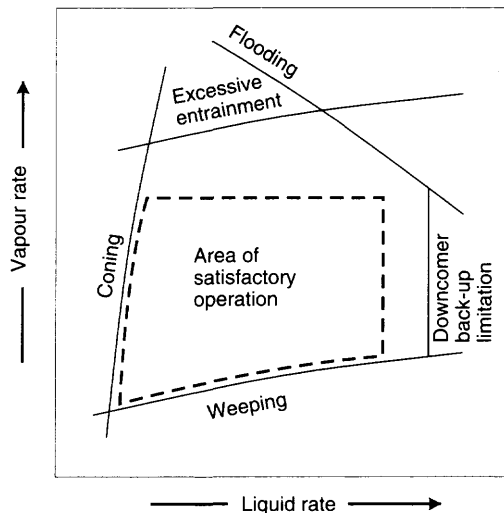 Flooding
Excessive
entrainment
Vapour rate
Coning
Area of
satisfactory
operation
Downcomer
back-up
limitation
Weeping
Liquid rate